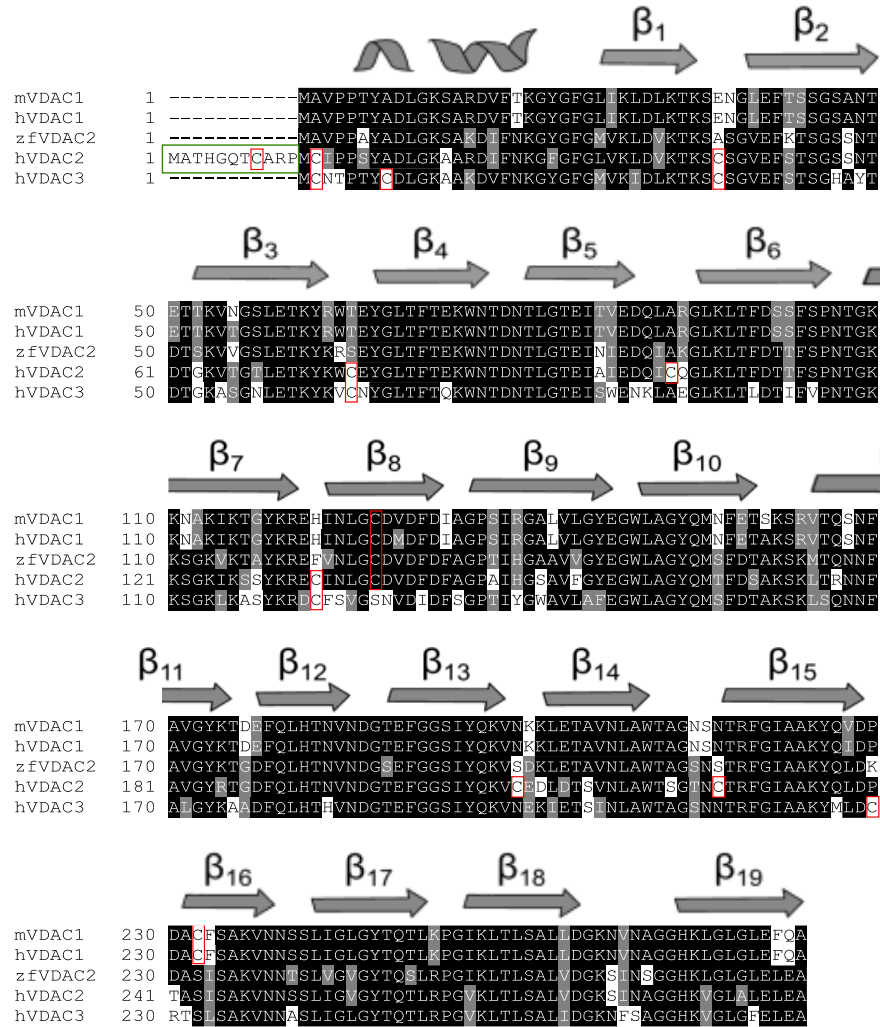 β1 β2
mVDAC1 1 -----------MAVPPTYADLGKSARDVFTKGYGFGLIKLDLKTKSENGLEFTSSGSANT
hVDAC1 1 -----------MAVPPTYADLGKSARDVFTKGYGFGLIKLDLKTKSENGLEFTSSGSANT
zfVDAC2 1 -----------MAVPPAYADLGKSAKDIFNKGYGFGMVKLDVKTKSASGVEFKTSGSSNT
hVDAC2 1 MATHGQTCARPMCIPPSYADLGKAARDIFNKGFGFGLVKLDVKTKSCSGVEFSTSGSSNT
hVDAC3 1 -----------MCNTPTYCDLGKAAKDVFNKGYGFGMVKIDLKTKSCSGVEFSTSGHAYT
β3 β4 β5 β6
mVDAC1 50 ETTKVNGSLETKYRWTEYGLTFTEKWNTDNTLGTEITVEDQLARGLKLTFDSSFSPNTGK
hVDAC1 50 ETTKVTGSLETKYRWTEYGLTFTEKWNTDNTLGTEITVEDQLARGLKLTFDSSFSPNTGK
zfVDAC2 50 DTSKVVGSLETKYKRSEYGLTFTEKWNTDNTLGTEINIEDQIAKGLKLTFDTTFSPNTGK
hVDAC2 61 DTGKVTGTLETKYKWCEYGLTFTEKWNTDNTLGTEIAIEDQICQGLKLTFDTTFSPNTGK
hVDAC3 50 DTGKASGNLETKYKVCNYGLTFTQKWNTDNTLGTEISWENKLAEGLKLTLDTIFVPNTGK
β7 β8 β9 β10
mVDAC1 110 KNAKIKTGYKREHINLGCDVDFDIAGPSIRGALVLGYEGWLAGYQMNFETSKSRVTQSNF
hVDAC1 110 KNAKIKTGYKREHINLGCDMDFDIAGPSIRGALVLGYEGWLAGYQMNFETAKSRVTQSNF
zfVDAC2 110 KSGKVKTAYKREFVNLGCDVDFDFAGPTIHGAAVVGYEGWLAGYQMSFDTAKSKMTQNNF
hVDAC2 121 KSGKIKSSYKRECINLGCDVDFDFAGPAIHGSAVFGYEGWLAGYQMTFDSAKSKLTRNNF
hVDAC3 110 KSGKLKASYKRDCFSVGSNVDIDFSGPTIYGWAVLAFEGWLAGYQMSFDTAKSKLSQNNF
β11 β12 β13 β14 β15
mVDAC1 170 AVGYKTDEFQLHTNVNDGTEFGGSIYQKVNKKLETAVNLAWTAGNSNTRFGIAAKYQVDP
hVDAC1 170 AVGYKTDEFQLHTNVNDGTEFGGSIYQKVNKKLETAVNLAWTAGNSNTRFGIAAKYQIDP
zfVDAC2 170 AVGYKTGDFQLHTNVNDGSEFGGSIYQKVSDKLETAVNLAWTAGSNSTRFGIAAKYQLDK
hVDAC2 181 AVGYRTGDFQLHTNVNDGTEFGGSIYQKVCEDLDTSVNLAWTSGTNCTRFGIAAKYQLDP
hVDAC3 170 ALGYKAADFQLHTHVNDGTEFGGSIYQKVNEKIETSINLAWTAGSNNTRFGIAAKYMLDC
β16 β17 β18 β19
mVDAC1 230 DACFSAKVNNSSLIGLGYTQTLKPGIKLTLSALLDGKNVNAGGHKLGLGLEFQA
hVDAC1 230 DACFSAKVNNSSLIGLGYTQTLKPGIKLTLSALLDGKNVNAGGHKLGLGLEFQA
zfVDAC2 230 DASISAKVNNTSLVGVGYTQSLRPGIKLTLSALVDGKSINSGGHKLGLGLELEA
hVDAC2 241 TASISAKVNNSSLIGVGYTQTLRPGVKLTLSALVDGKSINAGGHKVGLALELEA
hVDAC3 230 RTSLSAKVNNASLIGLGYTQTLRPGVKLTLSALIDGKNFSAGGHKVGLGFELEA